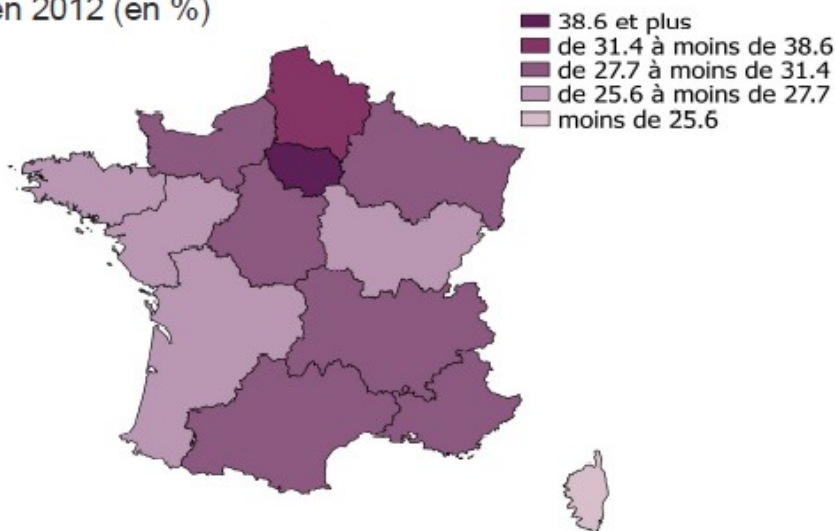 en 2012 (en %)
38.6 et plus
de 31.4 à moins de 38.6
de 27.7 à moins de 31.4
de 25.6 à moins de 27.7
moins de 25.6